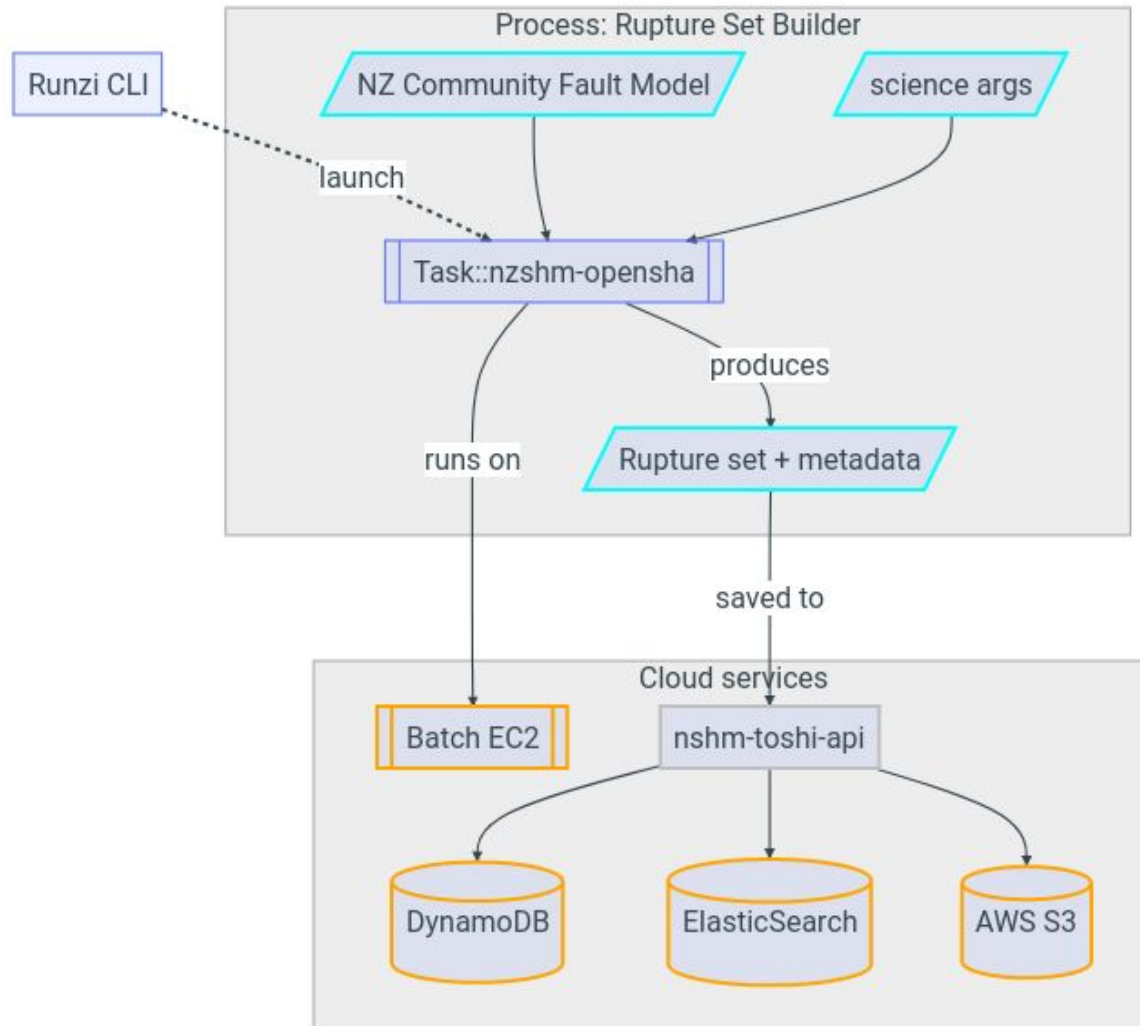 Process: Rupture Set Builder
Runzi CLI
NZ Community Fault Model
science args
launch
Task::nzshm-opensha
produces
runs on
Rupture set + metadata
saved to
Cloud services
Batch EC2
nshm-toshi-api
DynamoDB
ElasticSearch
AWS S3